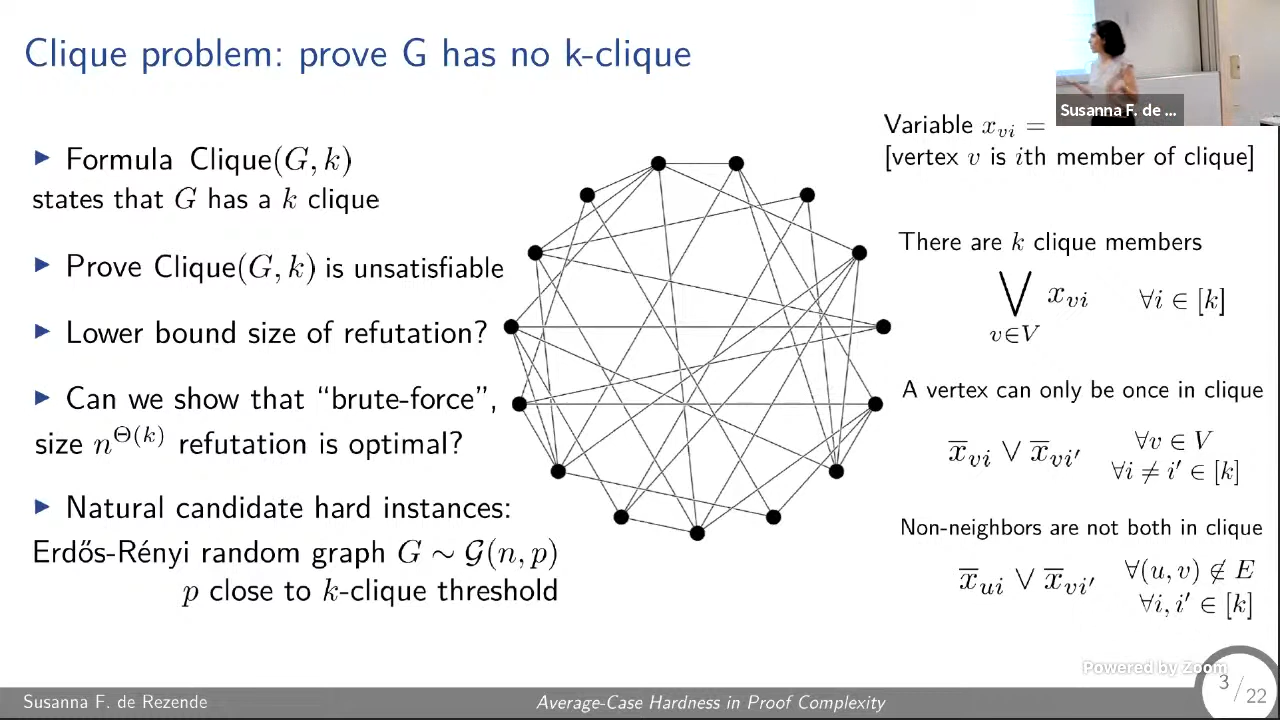 Clique problem: prove G has no k-clique
Susanna F. de ...
▶ Formula Clique(G, k)
states that G has a k clique
▶ Prove Clique(G, k) is unsatisfiable
▶ Lower bound size of refutation?
▶ Can we show that “brute-force”,
size n^Θ(k) refutation is optimal?
▶ Natural candidate hard instances:
Erdős-Rényi random graph G ∼ 𝒢(n, p)
p close to k-clique threshold
Variable x_{vi} =
[vertex v is ith member of clique]
There are k clique members
⋁_{v∈V} x_{vi} ∀i ∈ [k]
A vertex can only be once in clique
x̅_{vi} ∨ x̅_{vi′} ∀v ∈ V
∀i ≠ i′ ∈ [k]
Non-neighbors are not both in clique
x̅_{ui} ∨ x̅_{vi′} ∀(u, v) ∉ E
∀i, i′ ∈ [k]
Powered by Zoom
Susanna F. de Rezende
Average-Case Hardness in Proof Complexity
3/22